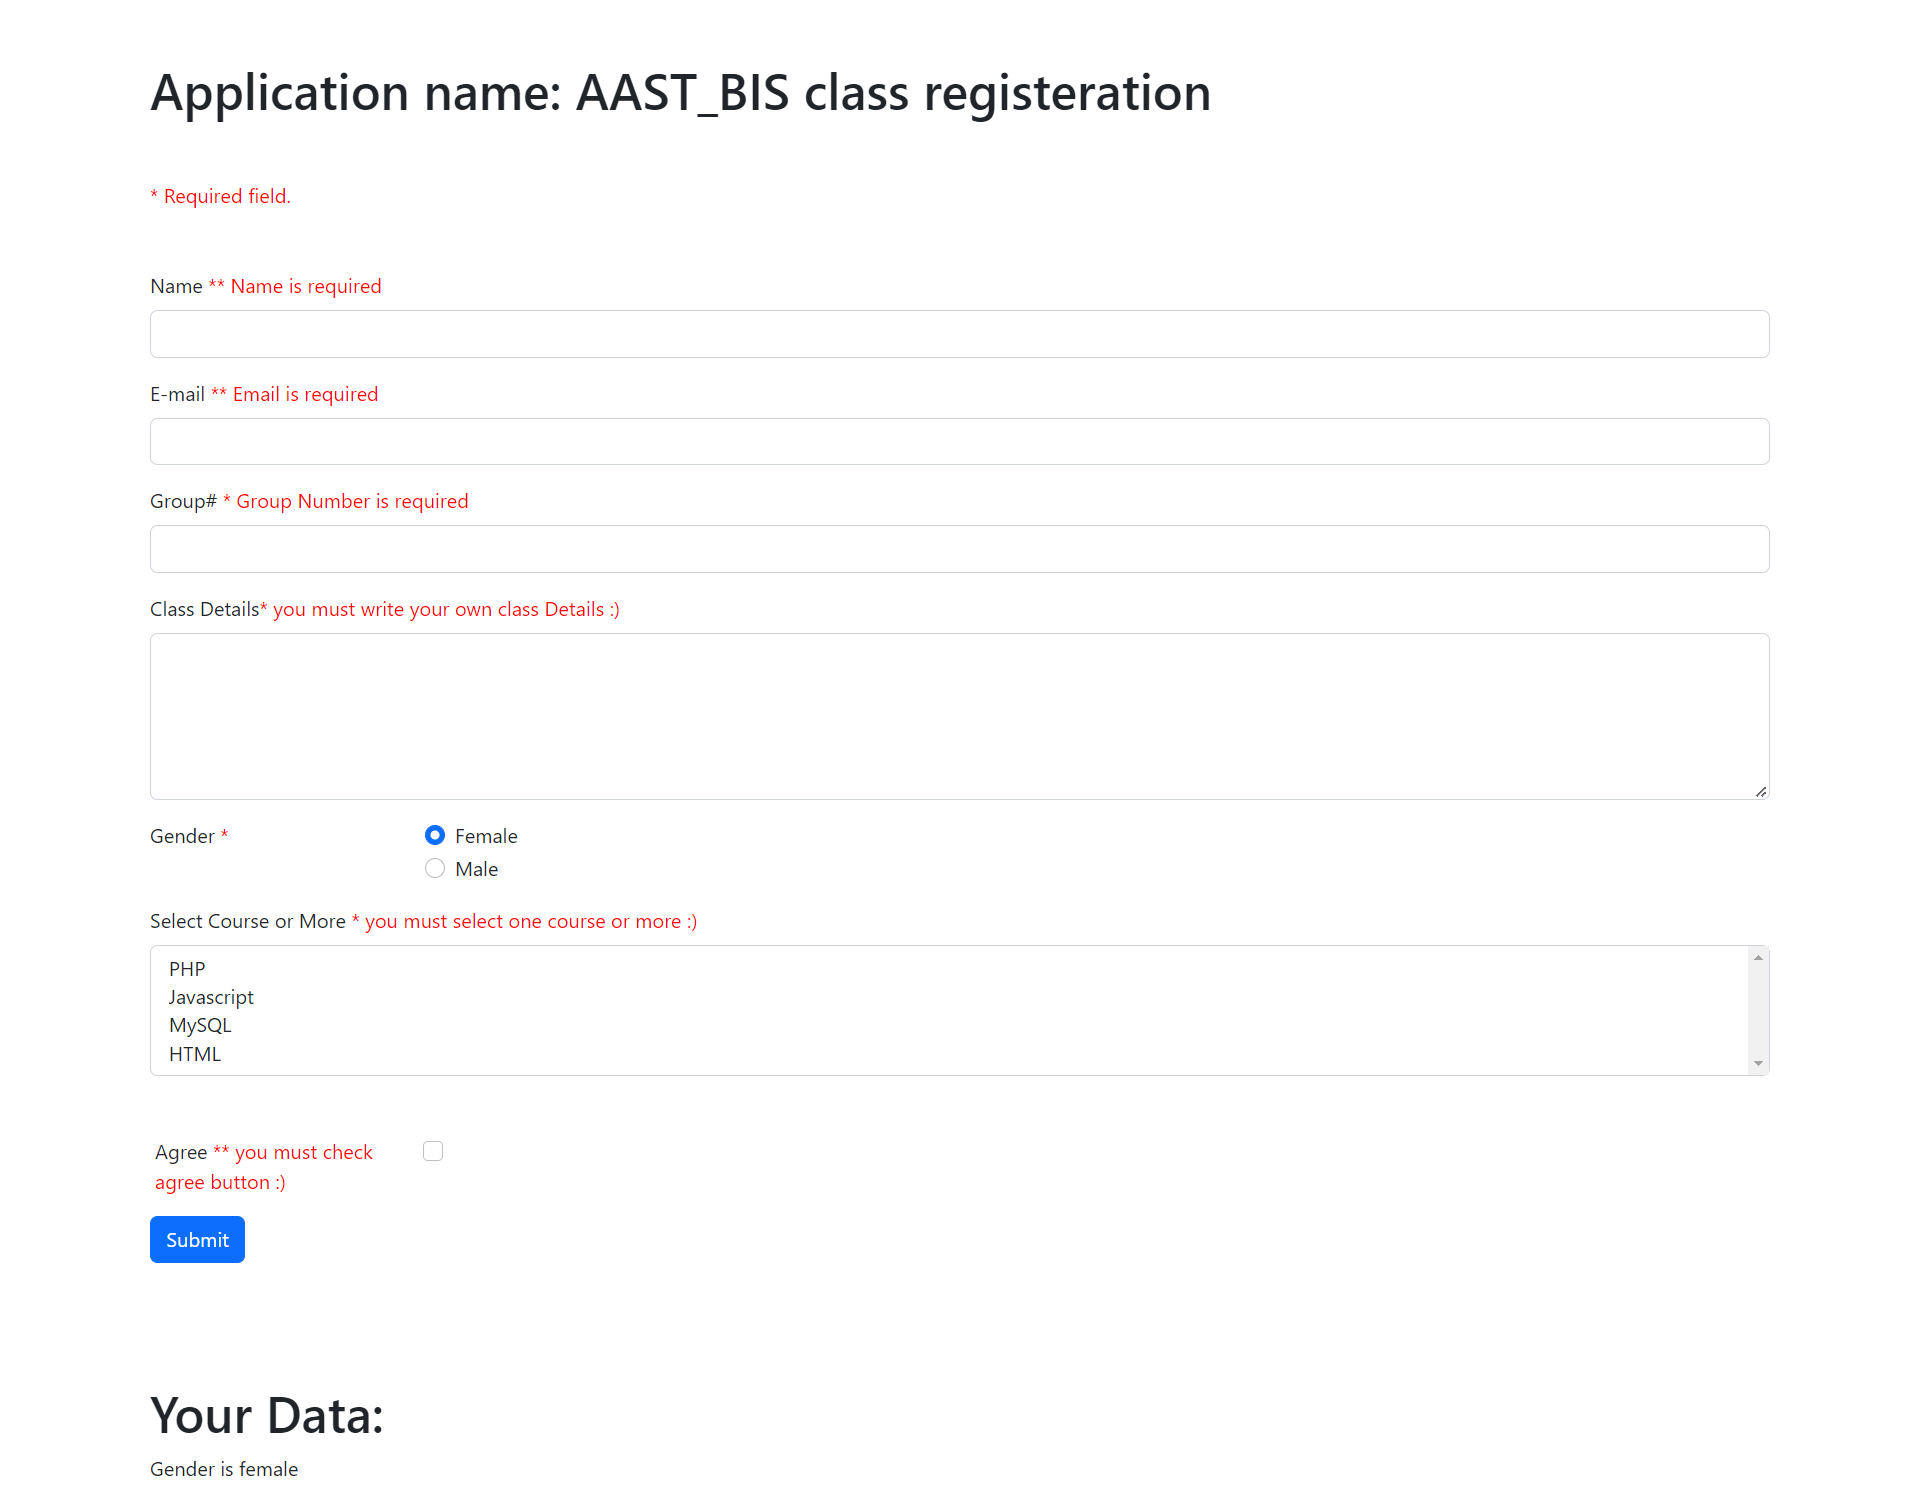 Application name: AAST_BIS class registeration
* Required field.
Name ** Name is required
E-mail ** Email is required
Group# * Group Number is required
Class Details* you must write your own class Details :)
Gender *
Female
Male
Select Course or More * you must select one course or more :)
PHP
Javascript
MySQL
HTML
Agree ** you must check
agree button :)
Submit
Your Data:
Gender is female